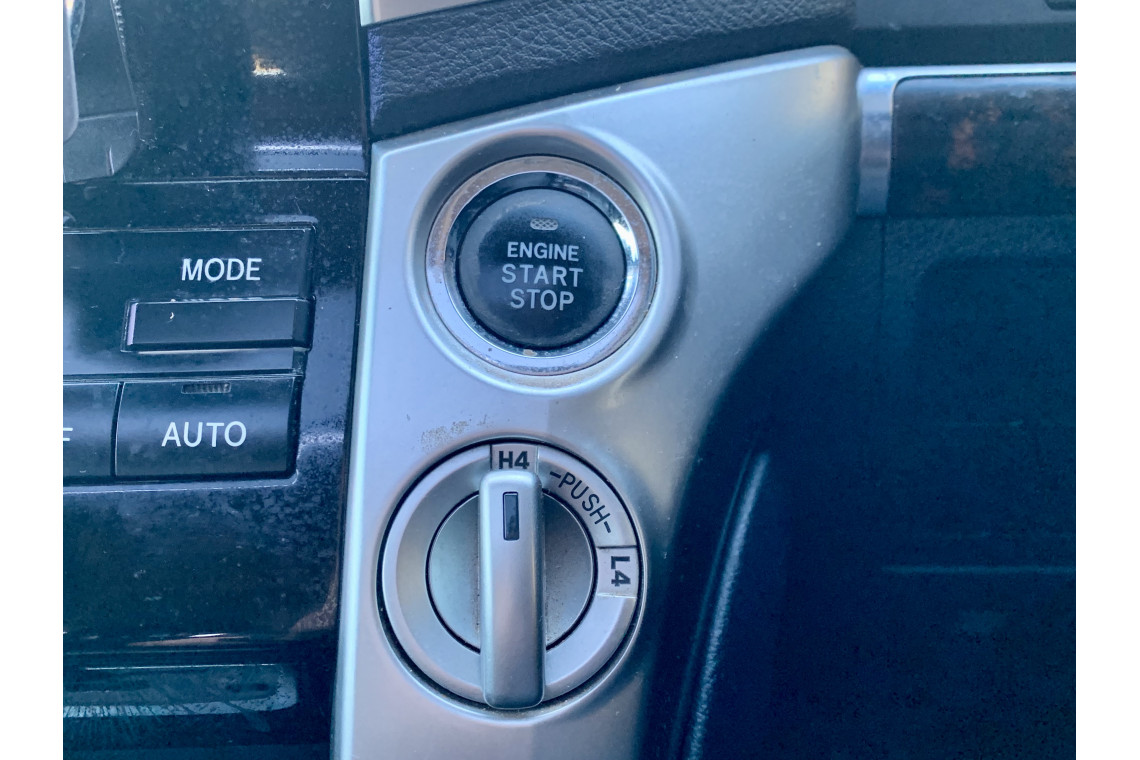 MODE
AUTO
ENGINE
START
STOP
H4
-PUSH-
L4